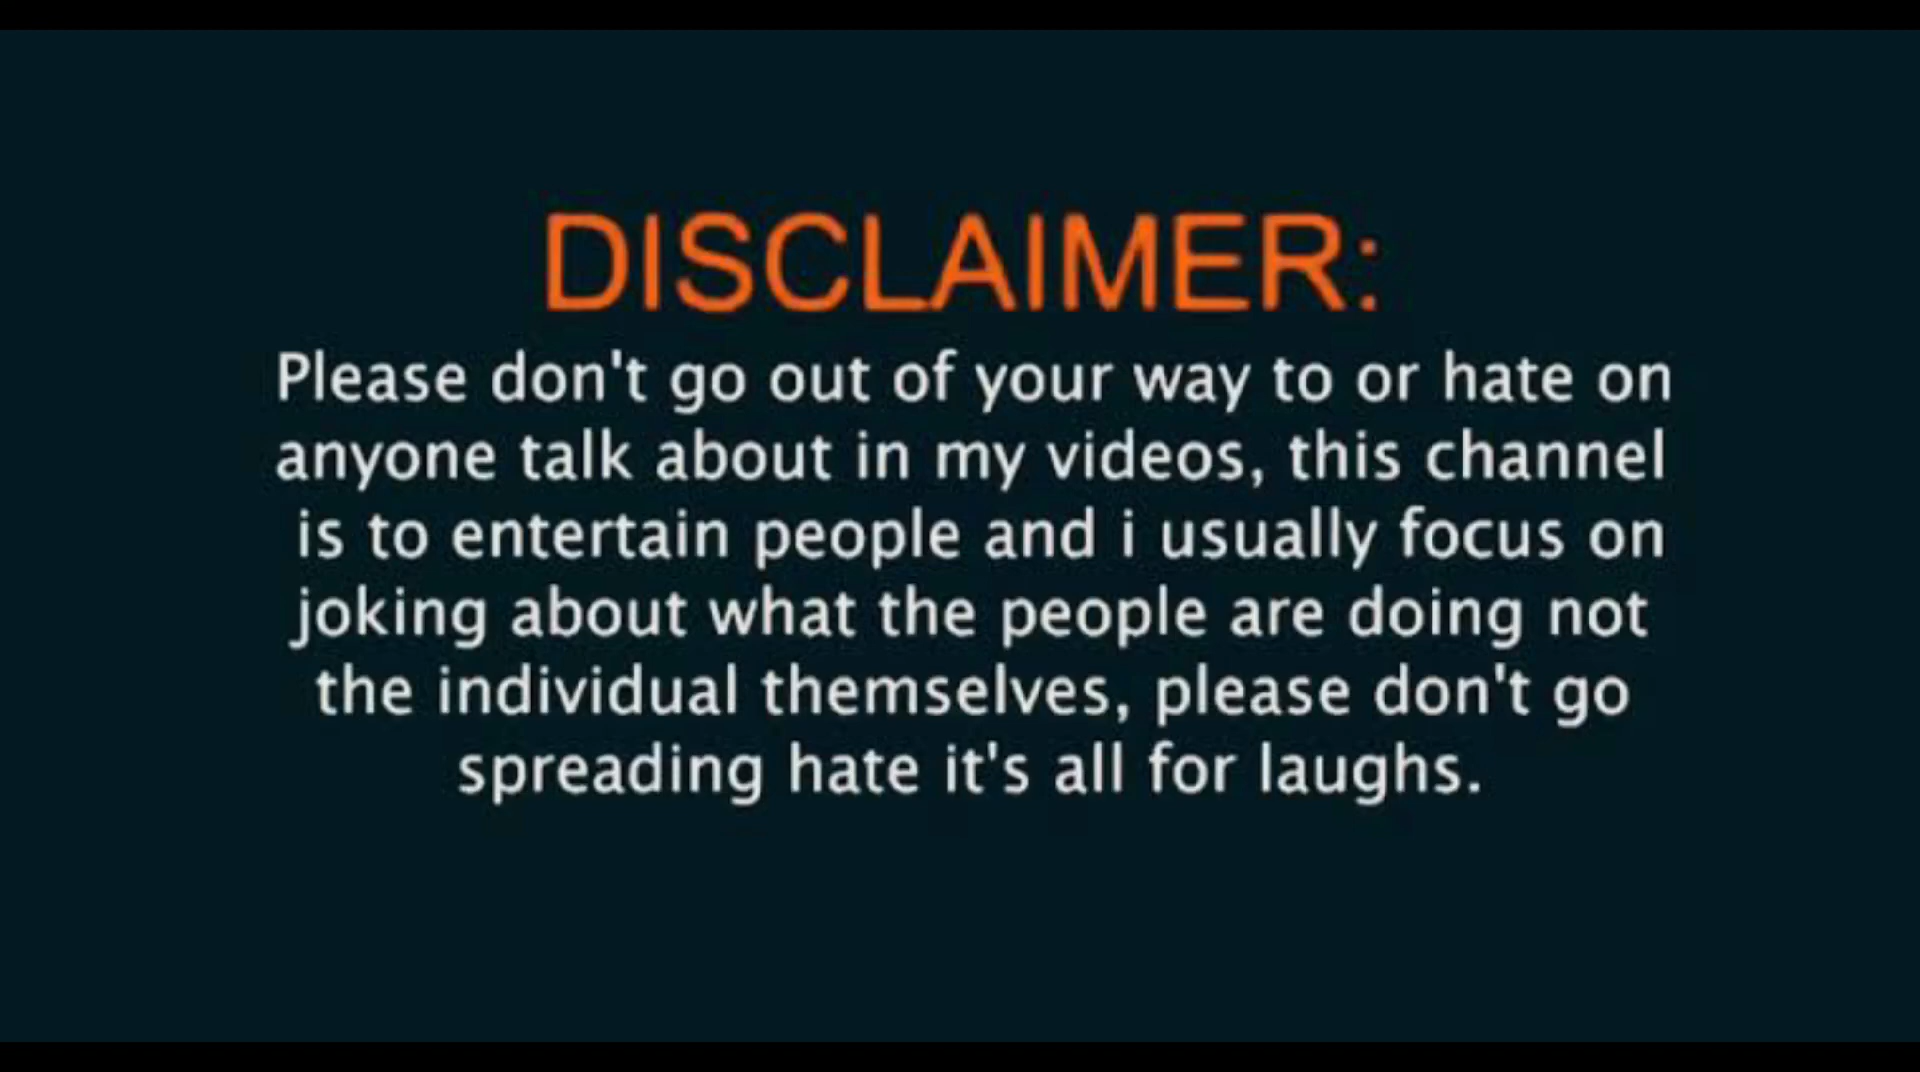 DISCLAIMER:
Please don't go out of your way to or hate on
anyone talk about in my videos, this channel
is to entertain people and i usually focus on
joking about what the people are doing not
the individual themselves, please don't go
spreading hate it's all for laughs.